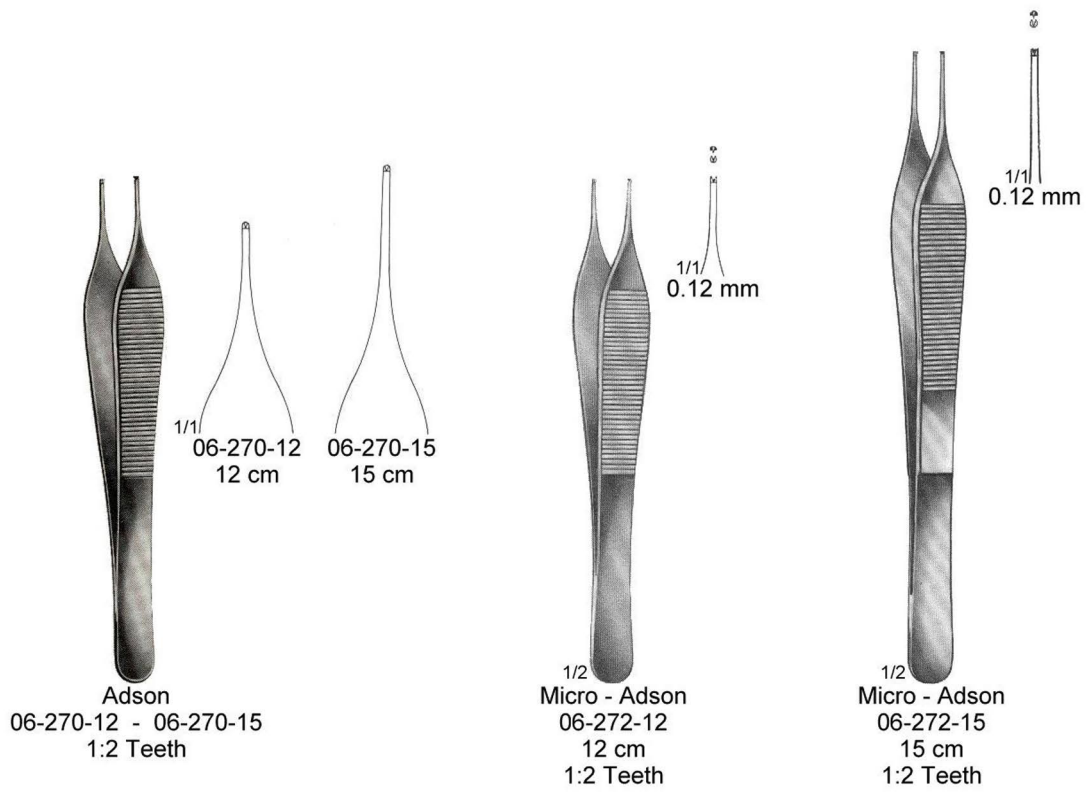 1/1
06-270-12
12 cm
06-270-15
15 cm
Adson
06-270-12 - 06-270-15
1:2 Teeth
1/1
0.12 mm
1/2
Micro - Adson
06-272-12
12 cm
1:2 Teeth
1/1
0.12 mm
1/2
Micro - Adson
06-272-15
15 cm
1:2 Teeth